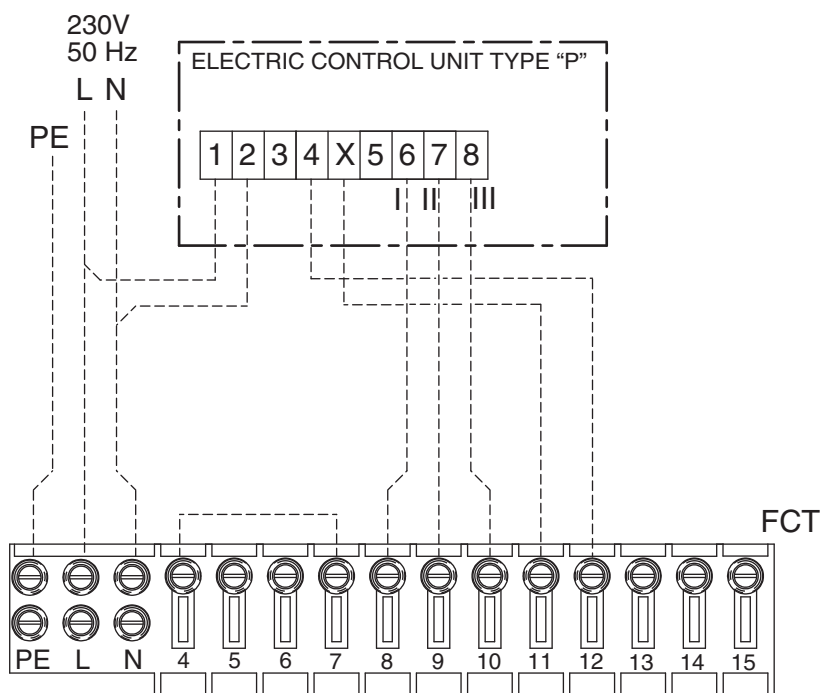 230V
50 Hz
L N
PE
ELECTRIC CONTROL UNIT TYPE “P”
1 2 3 4 X 5 6 7 8
I II III
FCT
PE L N 4 5 6 7 8 9 10 11 12 13 14 15